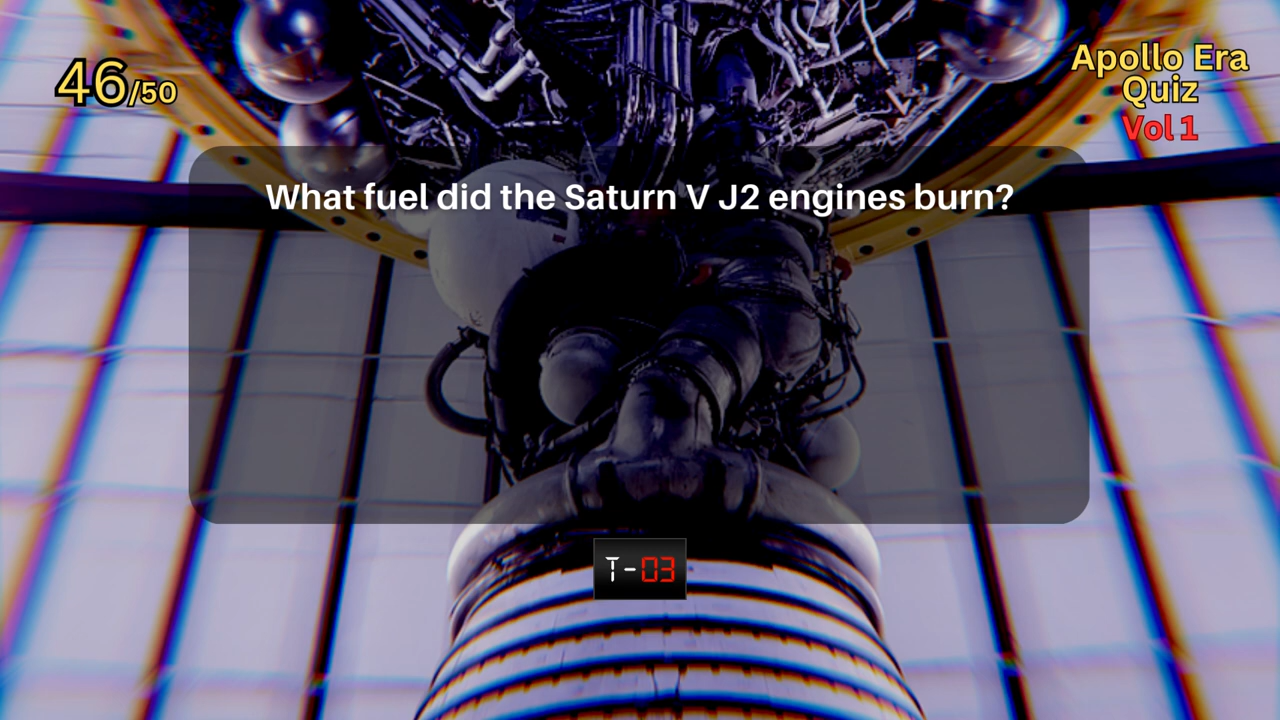 46/50
Apollo Era
Quiz
Vol 1
What fuel did the Saturn V J2 engines burn?
T-03